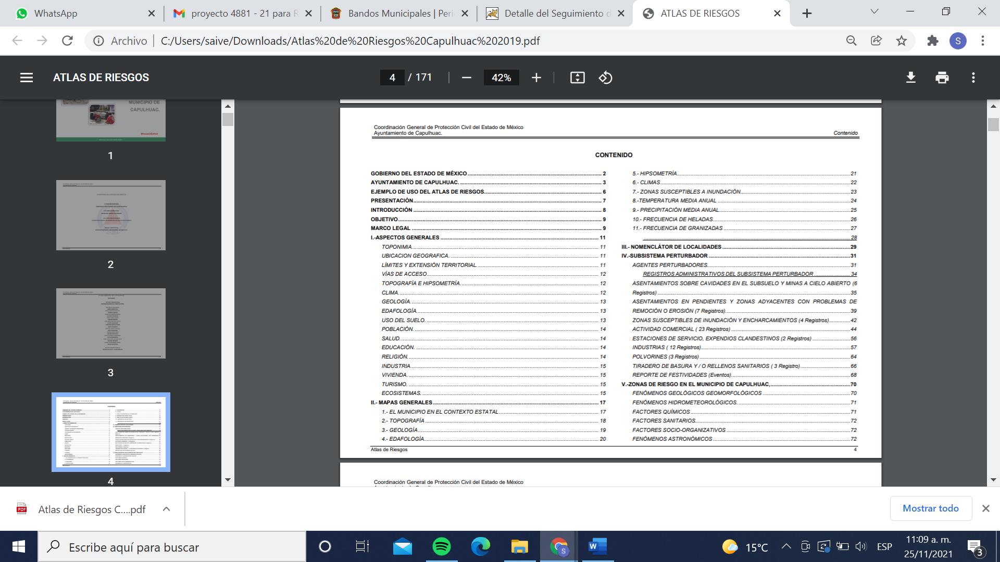 WhatsApp
proyecto 4881 - 21 para R
Bandos Municipales | Peri
Detalle del Seguimiento d
ATLAS DE RIESGOS
Archivo
C:/Users/saive/Downloads/Atlas%20de%20Riesgos%20Capulhuac%202019.pdf
S
ATLAS DE RIESGOS
4 / 171
42%
MUNICIPIO DE
CAPULHUAC.
1
2
3
4
Coordinación General de Protección Civil del Estado de México
Ayuntamiento de Capulhuac.
Contenido
CONTENIDO
GOBIERNO DEL ESTADO DE MÉXICO 2
AYUNTAMIENTO DE CAPULHUAC. 3
EJEMPLO DE USO DEL ATLAS DE RIESGOS 6
PRESENTACIÓN 7
INTRODUCCIÓN 8
OBJETIVO 9
MARCO LEGAL 9
I.-ASPECTOS GENERALES 11
TOPONIMIA. 11
UBICACION GEOGRAFICA. 11
LÍMITES Y EXTENSIÓN TERRITORIAL. 11
VÍAS DE ACCESO. 12
TOPOGRAFÍA E HIPSOMETRÍA. 12
CLIMA. 12
GEOLOGÍA. 13
EDAFOLOGÍA. 13
USO DEL SUELO. 13
POBLACIÓN. 14
SALUD. 14
EDUCACIÓN. 14
RELIGIÓN. 14
INDUSTRIA 15
VIVIENDA. 15
TURISMO. 15
ECOSISTEMAS. 15
II.- MAPAS GENERALES 17
1.- EL MUNICIPIO EN EL CONTEXTO ESTATAL 17
2.- TOPOGRAFÍA 18
3.- GEOLOGÍA 19
4.- EDAFOLOGÍA 20
5.- HIPSOMETRÍA 21
6.- CLIMAS 22
7.- ZONAS SUSCEPTIBLES A INUNDACIÓN 23
8.-TEMPERATURA MEDIA ANUAL 24
9.- PRECIPITACIÓN MEDIA ANUAL 25
10.- FRECUENCIA DE HELADAS 26
11.- FRECUENCIA DE GRANIZADAS 27
28
III.- NOMENCLÁTOR DE LOCALIDADES 29
IV.-SUBSISTEMA PERTURBADOR 31
AGENTES PERTURBADORES 31
REGISTROS ADMINISTRATIVOS DEL SUBSISTEMA PERTURBADOR 34
ASENTAMIENTOS SOBRE CAVIDADES EN EL SUBSUELO Y MINAS A CIELO ABIERTO (6
Registros) 35
ASENTAMIENTOS EN PENDIENTES Y ZONAS ADYACENTES CON PROBLEMAS DE
REMOCIÓN O EROSIÓN (7 Registros) 39
ZONAS SUSCEPTIBLES DE INUNDACIÓN Y ENCHARCAMIENTOS (4 Registros) 42
ACTIVIDAD COMERCIAL ( 23 Registros) 44
ESTACIONES DE SERVICIO, EXPENDIOS CLANDESTINOS (2 Registros) 56
INDUSTRIAS ( 12 Registros) 57
POLVORINES (3 Registros) 64
TIRADERO DE BASURA Y / O RELLENOS SANITARIOS ( 3 Registro) 66
REPORTE DE FESTIVIDADES (Eventos) 68
V.-ZONAS DE RIESGO EN EL MUNICIPIO DE CAPULHUAC, 70
FENÓMENOS GEOLÓGICOS GEOMORFOLÓGICOS 70
FENÓMENOS HIDROMETEOROLÓGICOS. 71
FACTORES QUÍMICOS 71
FACTORES SANITARIOS 72
FACTORES SOCIO-ORGANIZATIVOS 72
FENÓMENOS ASTRONÓMICOS 72
Atlas de Riesgos
4
Coordinación General de Protección Civil del Estado de México
PDF
Atlas de Riesgos C....pdf
Mostrar todo
Escribe aquí para buscar
S
W
15°C
ESP
11:09 a. m.
25/11/2021
3